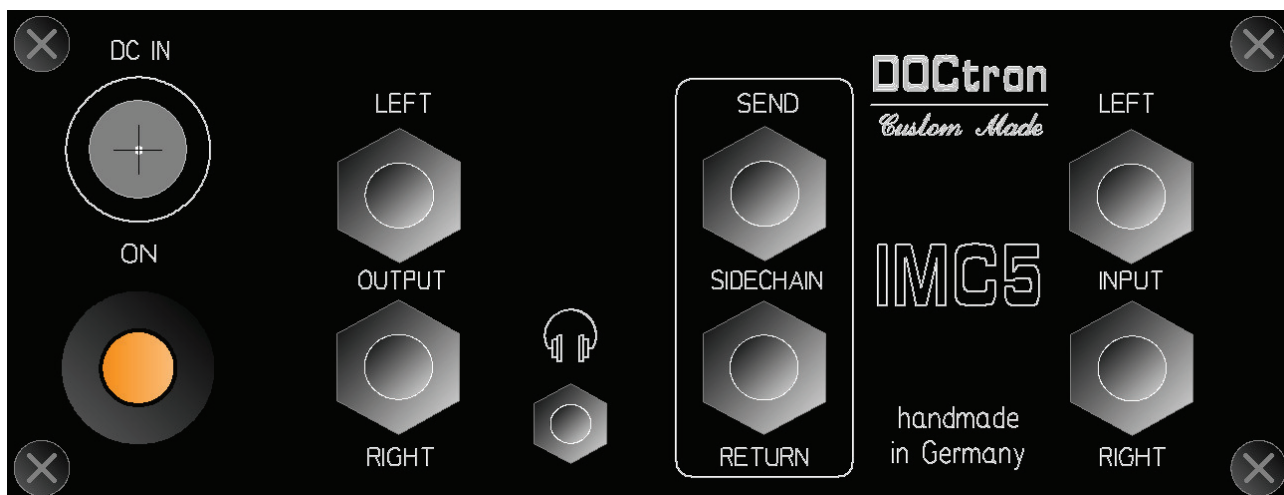 DC IN
ON
LEFT
OUTPUT
RIGHT
SEND
SIDECHAIN
RETURN
DOCtron
Custom Made
IMC5
handmade
in Germany
LEFT
INPUT
RIGHT